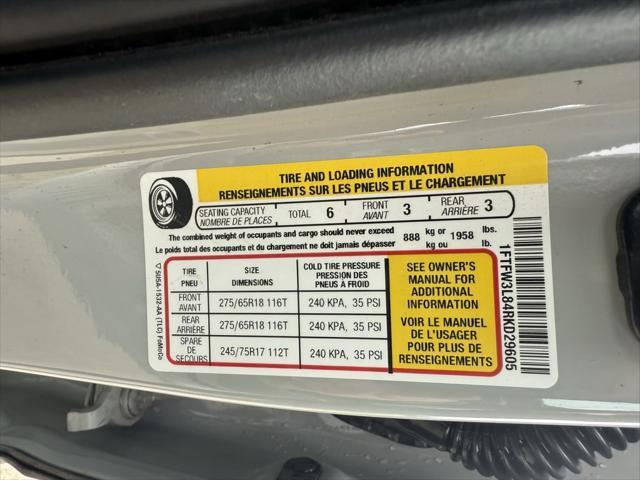 TIRE AND LOADING INFORMATION
RENSEIGNEMENTS SUR LES PNEUS ET LE CHARGEMENT
SEATING CAPACITY TOTAL 6 FRONT 3 REAR 3
NOMBRE DE PLACES AVANT ARRIÈRE
The combined weight of occupants and cargo should never exceed 888 kg or 1958 lbs.
Le poids total des occupants et du chargement ne doit jamais dépasser kg ou lb.
TIRE SIZE COLD TIRE PRESSURE
PNEU DIMENSIONS PRESSION DES
PNEUS À FROID
FRONT
AVANT 275/65R18 116T 240 KPA, 35 PSI
REAR
ARRIÈRE 275/65R18 116T 240 KPA, 35 PSI
SPARE
DE
SECOURS 245/75R17 112T 240 KPA, 35 PSI
SEE OWNER'S
MANUAL FOR
ADDITIONAL
INFORMATION
VOIR LE MANUEL
DE L'USAGER
POUR PLUS DE
RENSEIGNEMENTS
5U5A-1532-AA (TLG) FoMoCo
1FTFW3L84RKD29605